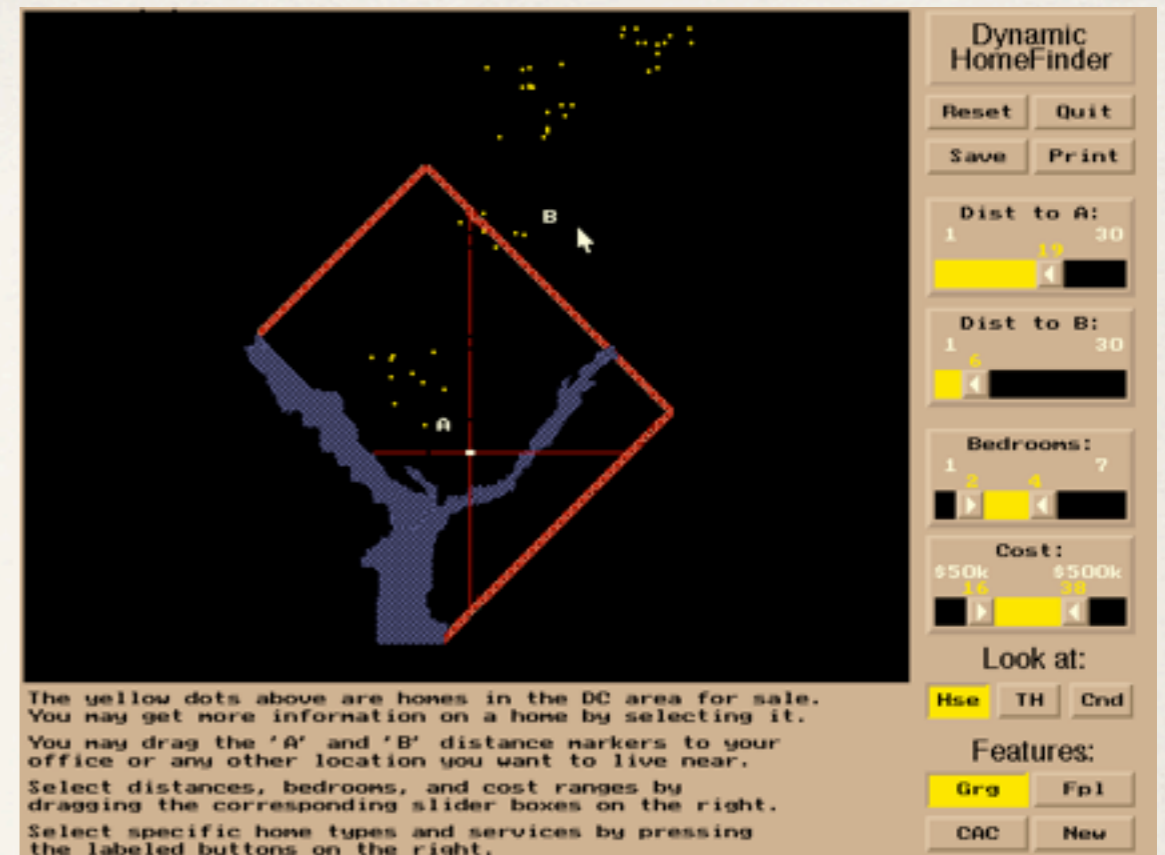 Dynamic
HomeFinder
Reset Quit
Save Print
Dist to A:
1 30
19
Dist to B:
1 30
6
Bedrooms:
1 7
2 4
Cost:
$50k $500k
16 38
Look at:
Hse TH Cnd
Features:
Grg Fpl
CAC New
B
A
The yellow dots above are homes in the DC area for sale.
You may get more information on a home by selecting it.
You may drag the 'A' and 'B' distance markers to your
office or any other location you want to live near.
Select distances, bedrooms, and cost ranges by
dragging the corresponding slider boxes on the right.
Select specific home types and services by pressing
the labeled buttons on the right.